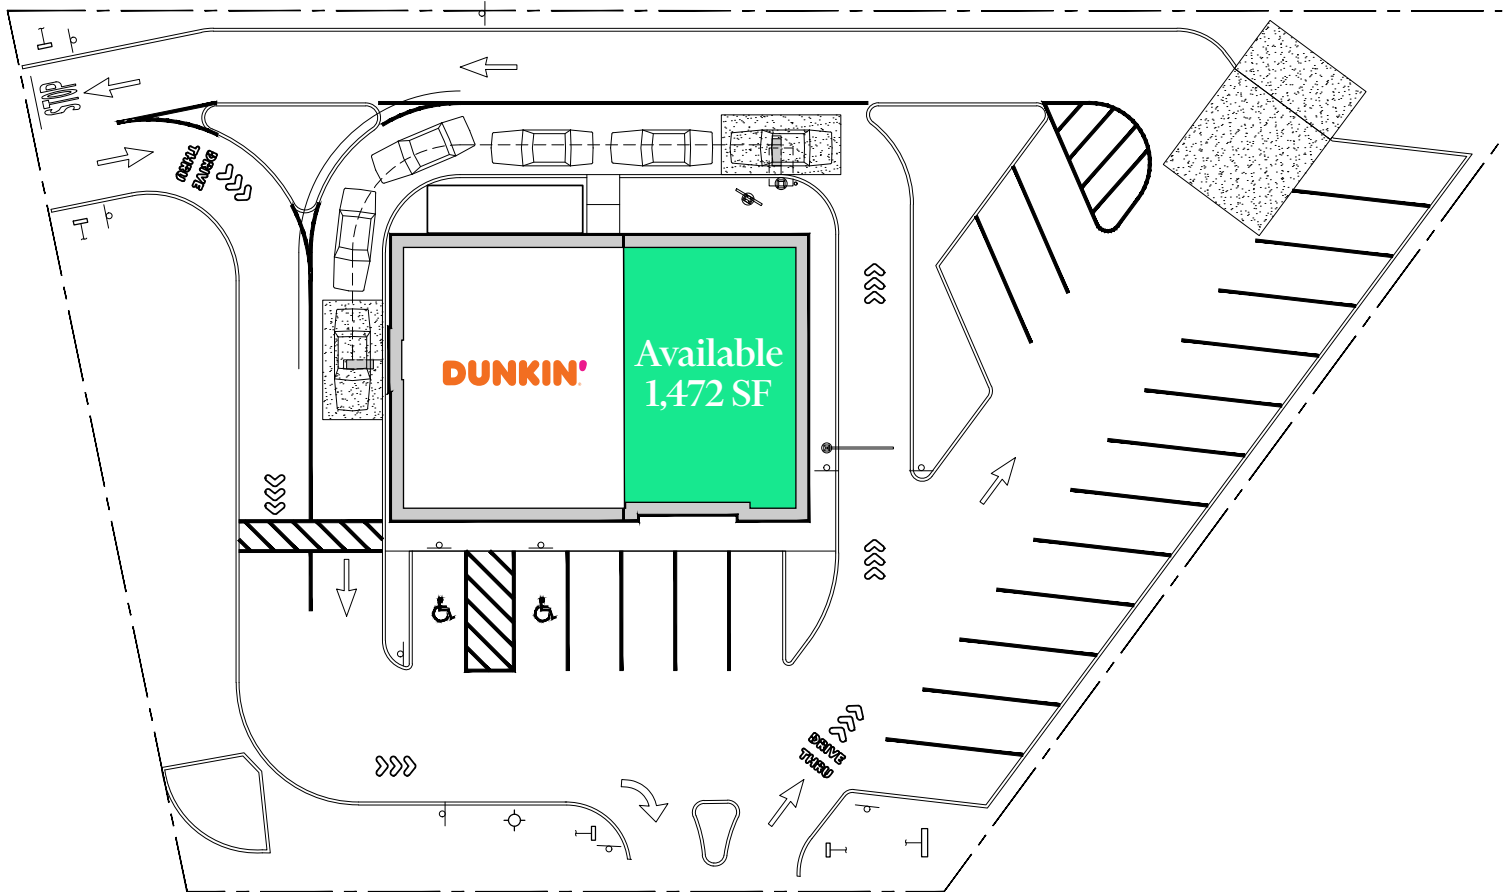 STOP
DRIVE
THRU
DUNKIN'
Available
1,472 SF
DRIVE
THRU